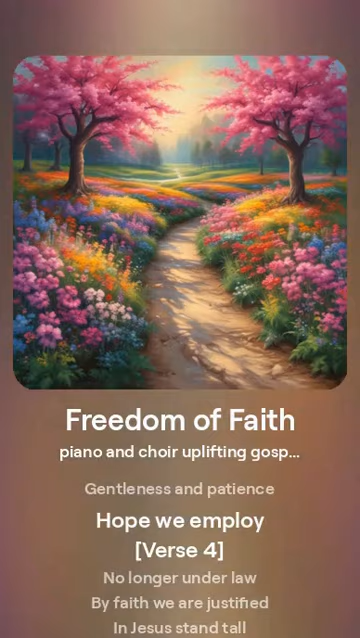 Freedom of Faith
piano and choir uplifting gosp...
Gentleness and patience
Hope we employ
[Verse 4]
No longer under law
By faith we are justified
In Jesus stand tall